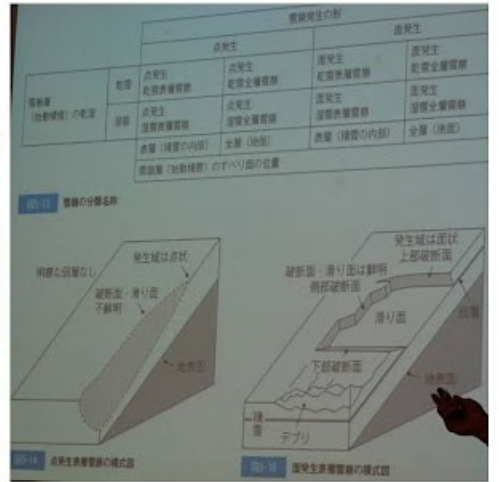 雪崩発生の形
点発生
面発生
雪崩層
(始動積雪)の乾湿
乾雪
点発生
乾雪表層雪崩
点発生
乾雪全層雪崩
面発生
乾雪表層雪崩
面発生
乾雪全層雪崩
湿雪
点発生
湿雪表層雪崩
点発生
湿雪全層雪崩
面発生
湿雪表層雪崩
面発生
湿雪全層雪崩
表層(積雪の内部)
全層(地面)
表層(積雪の内部)
全層(地面)
雪崩層(始動積雪)のすべり面の位置
雪崩の分類名称
発生域は点状
明瞭な弱層なし
破断面・滑り面
不鮮明
地表面
点発生表層雪崩の模式図
発生域は面状
上部破断面
破断面・滑り面は鮮明
側部破断面
弱層
滑り面
下部破断面
地表面
積
雪
デブリ
面発生表層雪崩の模式図